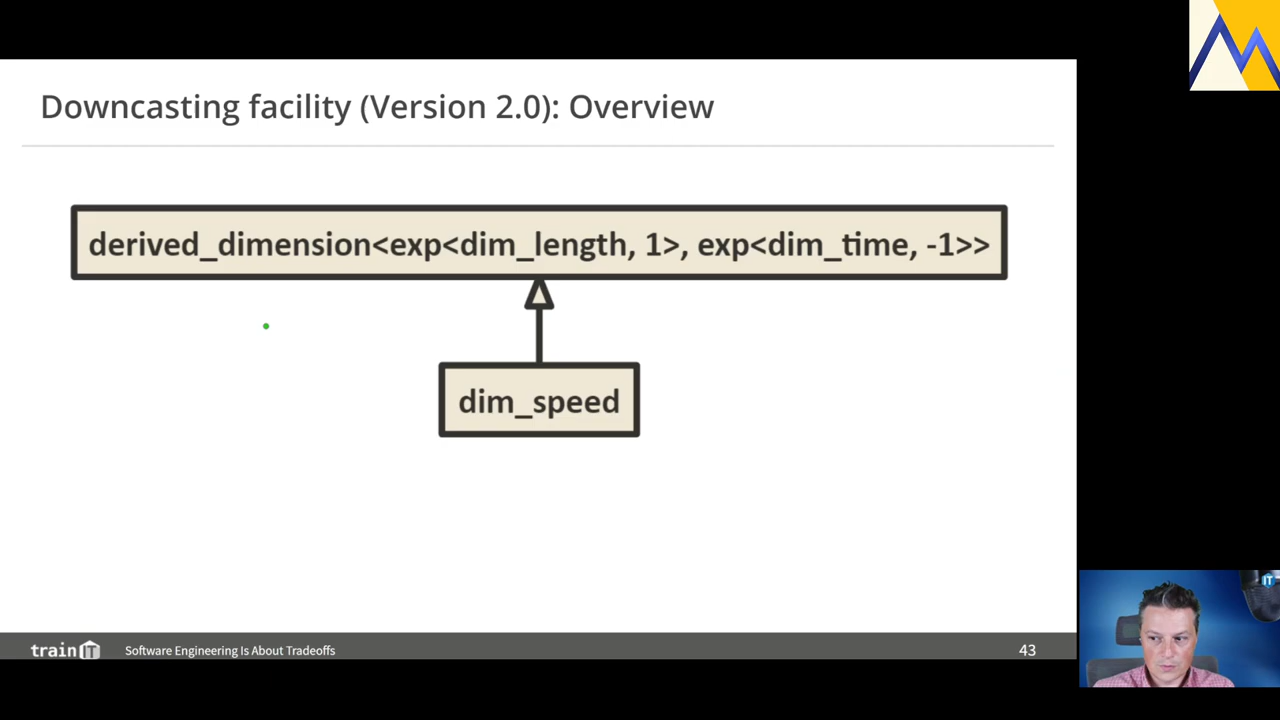 Downcasting facility (Version 2.0): Overview
derived_dimension<exp<dim_length, 1>, exp<dim_time, -1>>
dim_speed
train IT
Software Engineering Is About Tradeoffs
43
IT